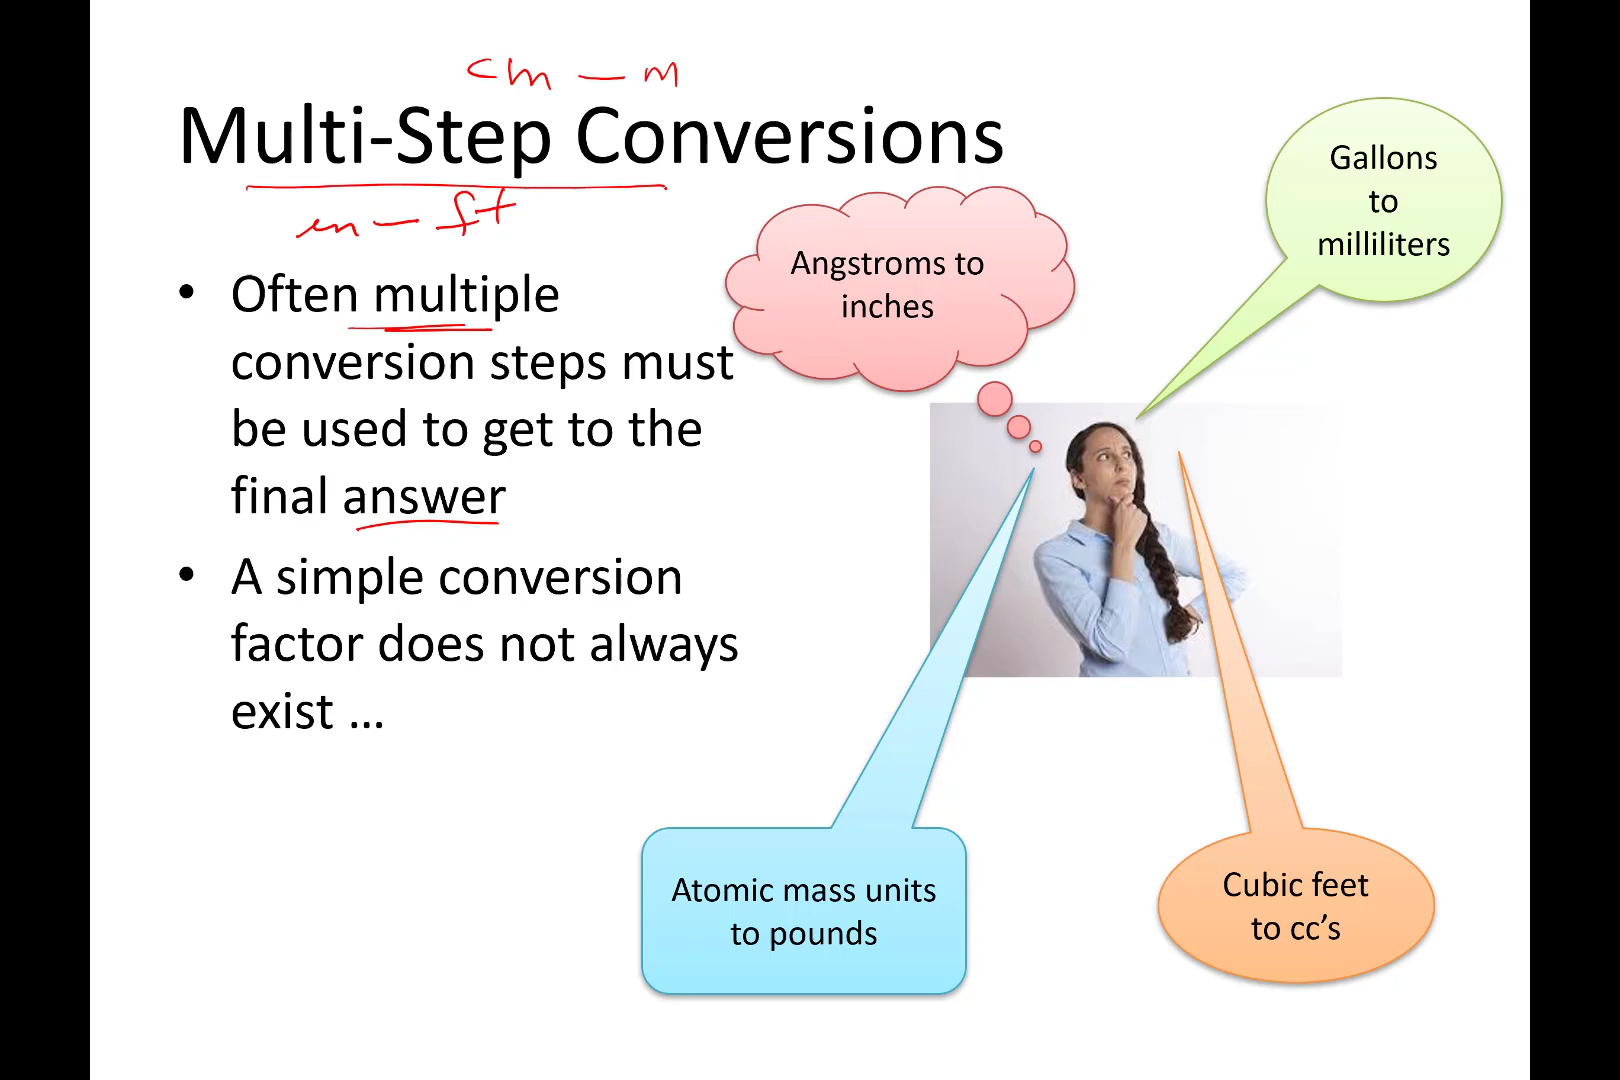 cm – m
Multi-Step Conversions
in – ft
• Often multiple
conversion steps must
be used to get to the
final answer
• A simple conversion
factor does not always
exist ...
Angstroms to
inches
Gallons
to
milliliters
Atomic mass units
to pounds
Cubic feet
to cc’s